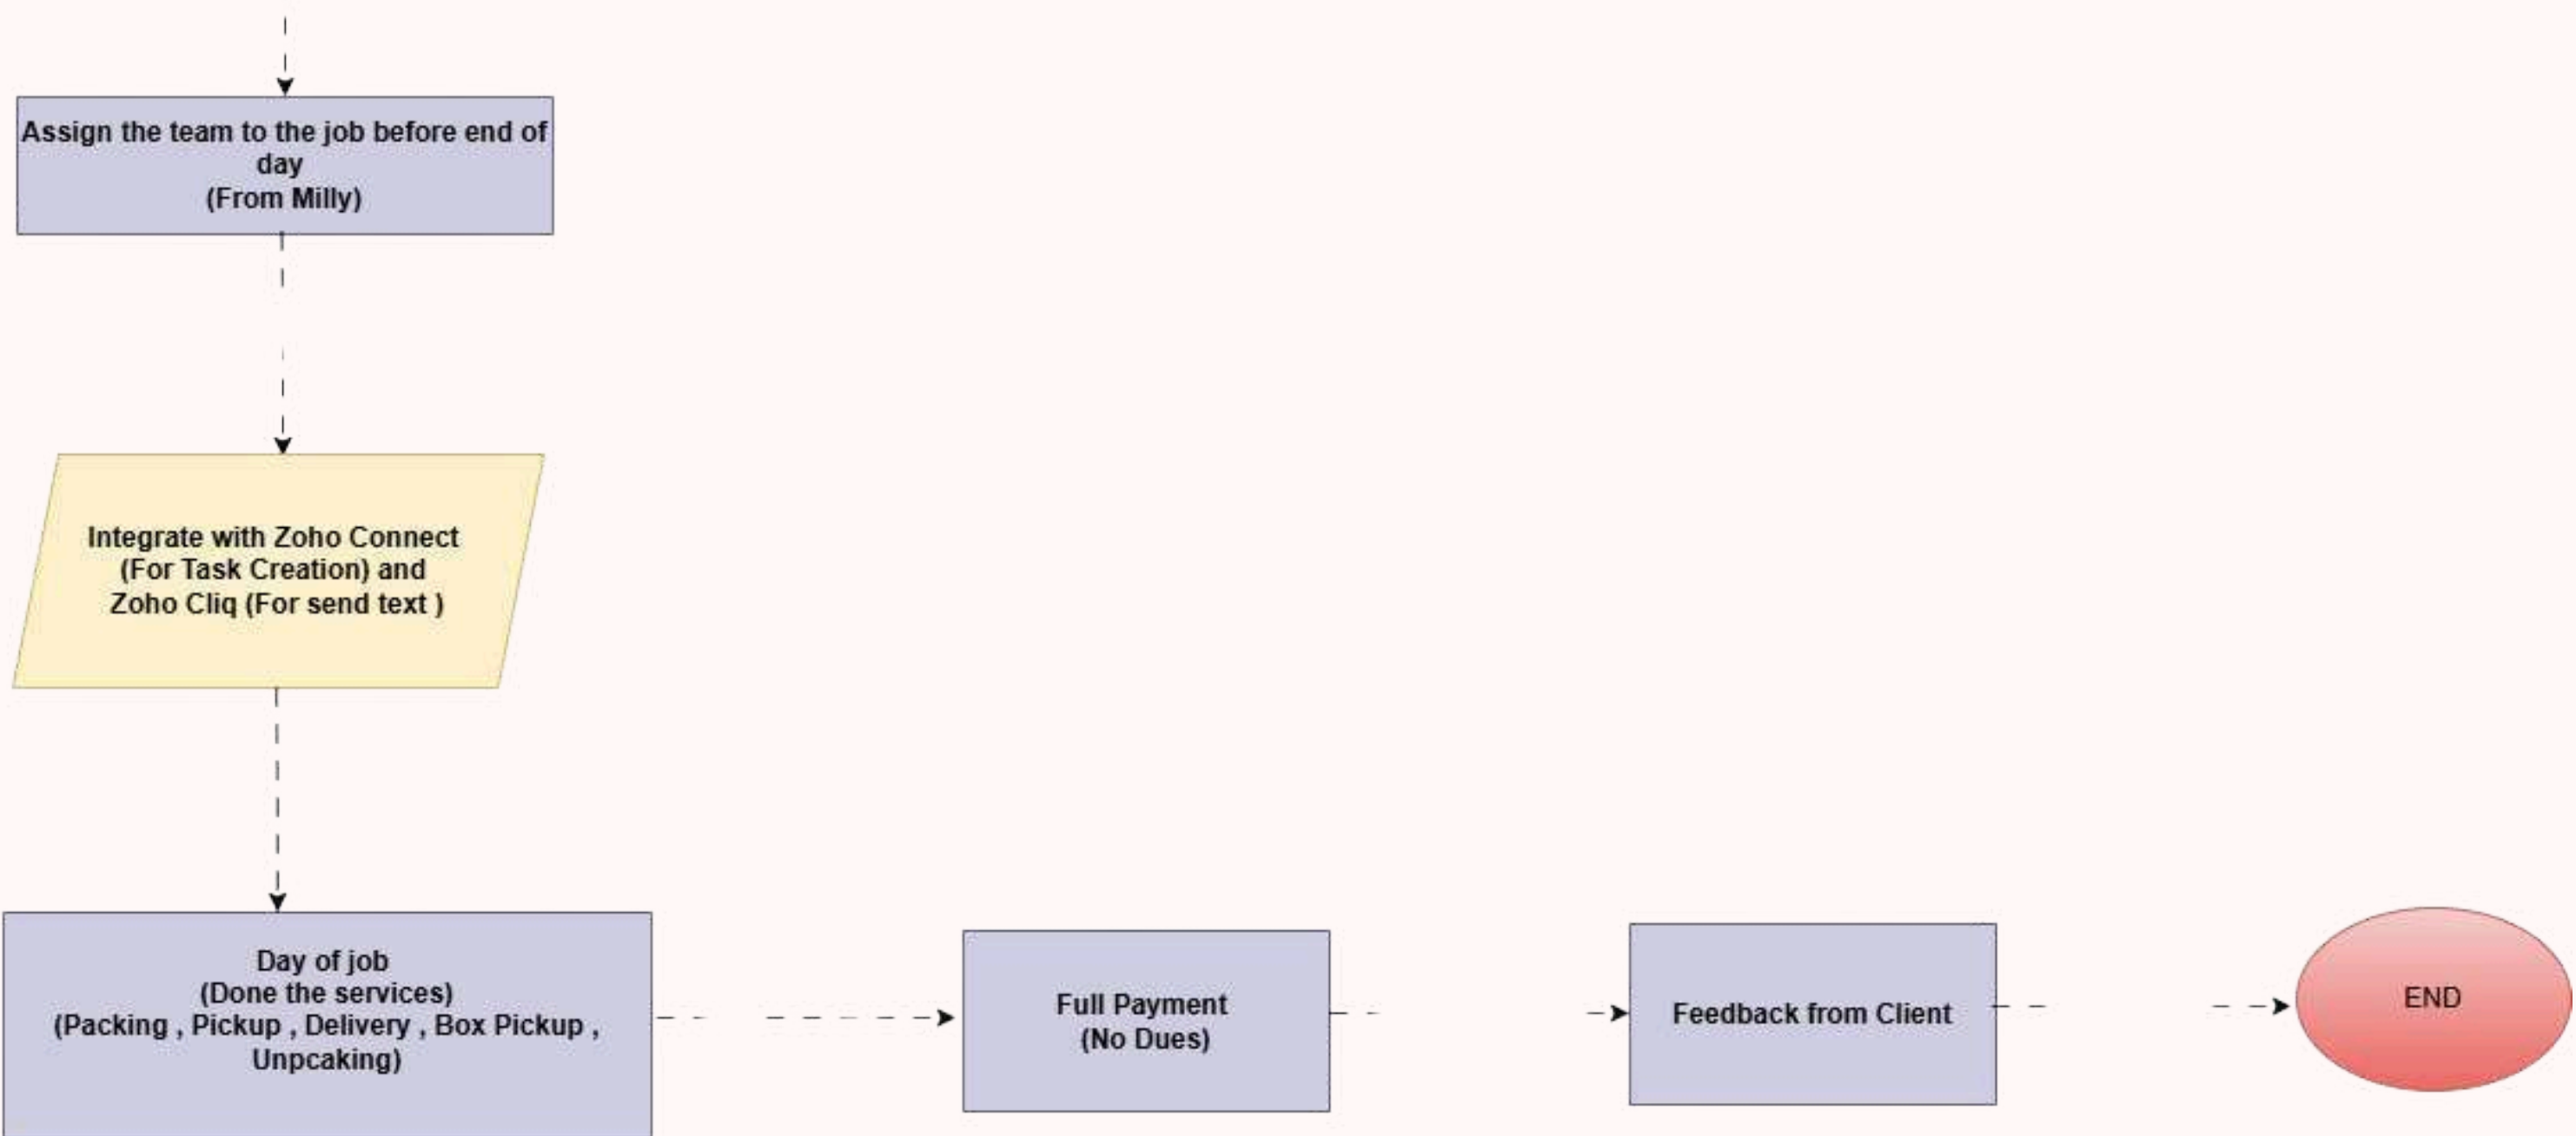 Assign the team to the job before end of
day
(From Milly)
Integrate with Zoho Connect
(For Task Creation) and
Zoho Cliq (For send text )
Day of job
(Done the services)
(Packing , Pickup , Delivery , Box Pickup ,
Unpcaking)
Full Payment
(No Dues)
Feedback from Client
END